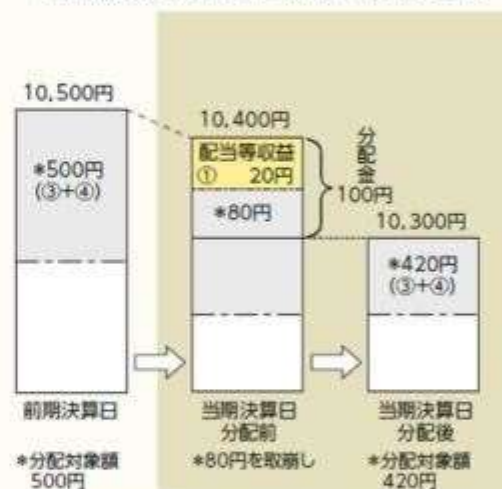 10,500円
*500円
(③+④)
10,400円
配当等収益
① 20円
*80円
分配金
100円
10,300円
*420円
(③+④)
前期決算日
当期決算日
分配前
当期決算日
分配後
*分配対象額
500円
*80円を取崩し
*分配対象額
420円